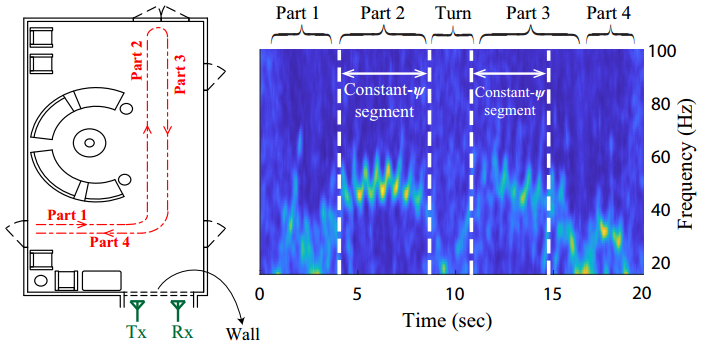 Part 1
Part 2
Turn
Part 3
Part 4
Part 2
Part 3
Part 1
Part 4
Tx
Rx
Wall
Constant-ψ
segment
Constant-ψ
segment
100
80
60
40
20
Frequency (Hz)
0
5
10
15
20
Time (sec)